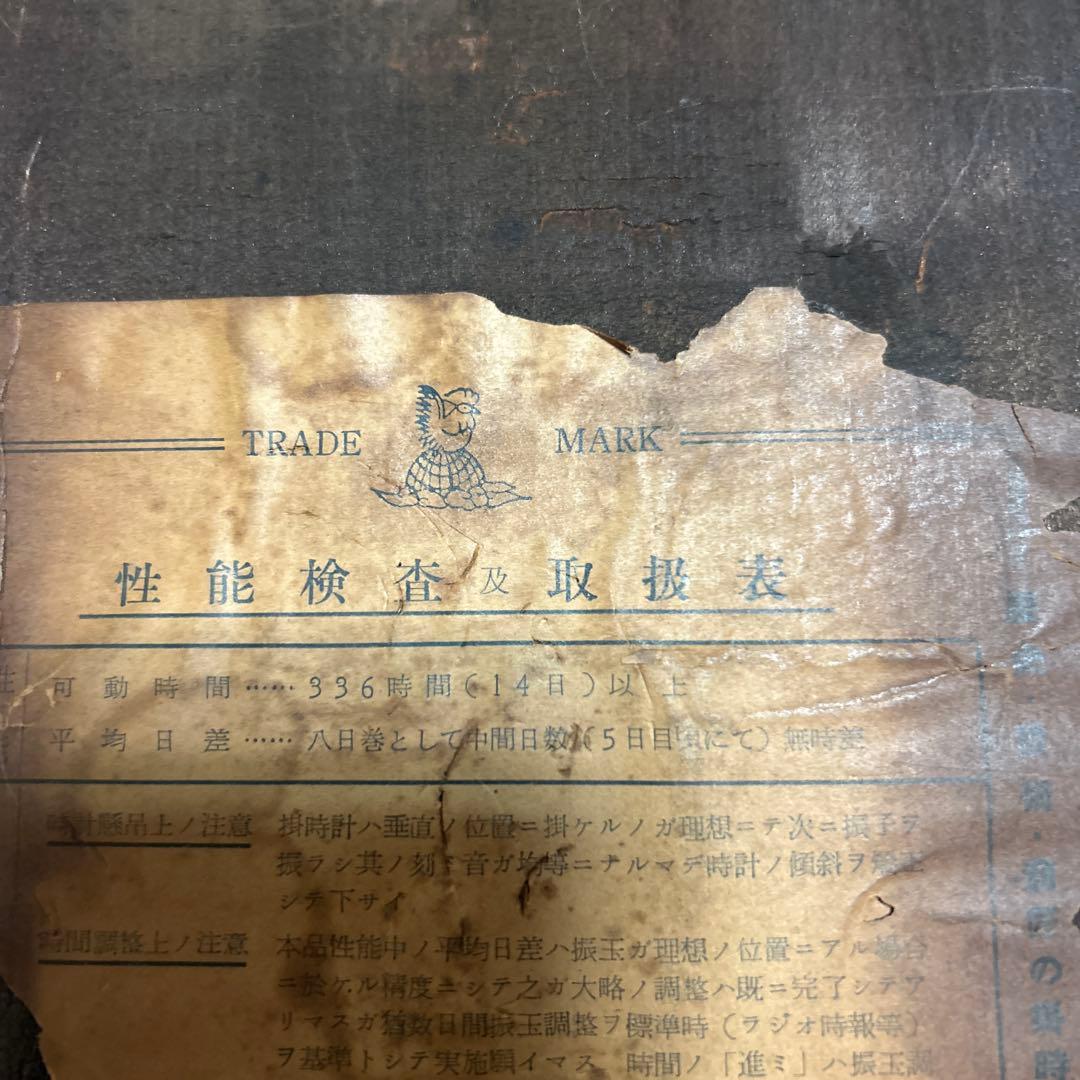 TRADE MARK
性能検査及取扱表
可動時間……336時間(14日)以上
平均日差……八日巻として中間日数(5日目頃にて)無時差
時計懸吊上ノ注意 掛時計ハ垂直ノ位置ニ掛ケルノガ理想ニテ次ニ振子ヲ
振ラシ其ノ刻ミ音ガ均等ニナルマデ時計ノ傾斜ヲ
シテ下サイ
時間調整上ノ注意 本品性能中ノ平均日差ハ振玉ガ理想ノ位置ニアル場合
ニ於ケル精度ニシテ之ガ大略ノ調整ハ既ニ完了シテア
リマスガ猶数日間振玉調整ヲ標準時(ラジオ時報等)
ヲ基準トシテ実施願イマス 時間ノ「進ミ」ハ振玉調
の掛時